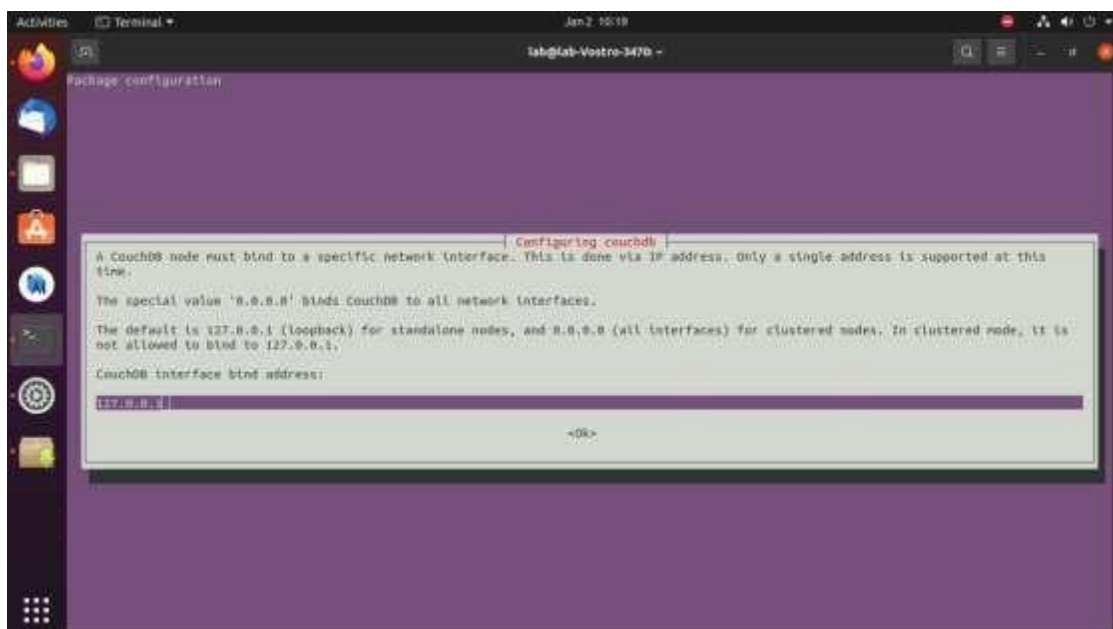 Activities Terminal Jan 2 10:19
lab@lab-Vostro-3470: ~
Package configuration
Configuring couchdb
A CouchDB node must bind to a specific network interface. This is done via IP address. Only a single address is supported at this
time.
The special value '0.0.0.0' binds CouchDB to all network interfaces.
The default is 127.0.0.1 (loopback) for standalone nodes, and 0.0.0.0 (all interfaces) for clustered nodes. In clustered mode, it is
not allowed to bind to 127.0.0.1.
CouchDB interface bind address:
127.0.0.1
<Ok>